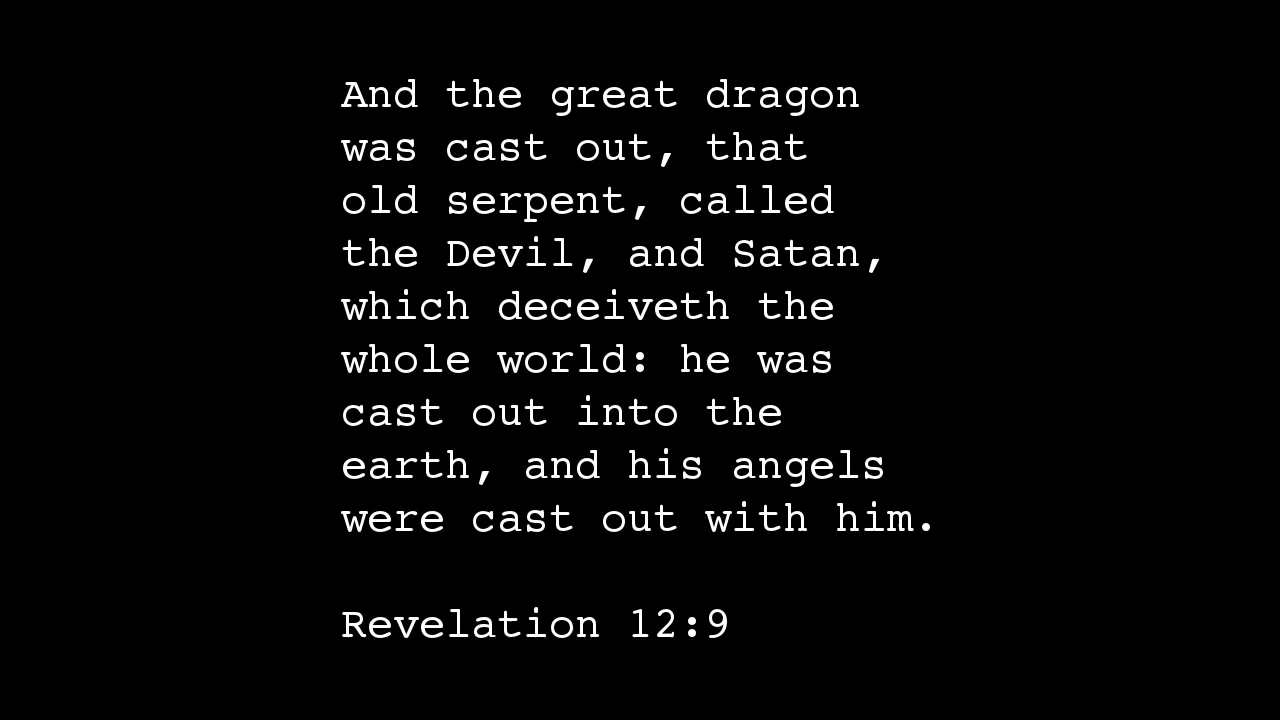 And the great dragon
was cast out, that
old serpent, called
the Devil, and Satan,
which deceiveth the
whole world: he was
cast out into the
earth, and his angels
were cast out with him.
Revelation 12:9